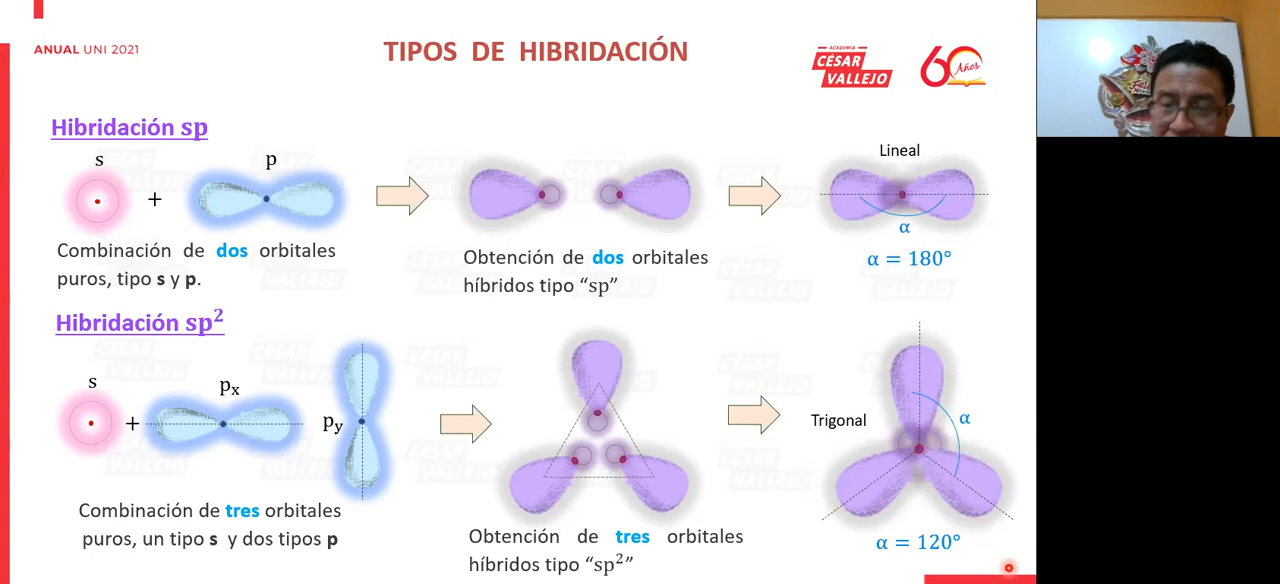 ANUAL UNI 2021
TIPOS DE HIBRIDACIÓN
ACADEMIA
CÉSAR
VALLEJO
60
Años
Hibridación sp
s
p
+
Lineal
α
Combinación de dos orbitales
puros, tipo s y p.
Obtención de dos orbitales
híbridos tipo “sp”
α = 180°
Hibridación sp²
s
pₓ
+
p_y
Trigonal
α
Combinación de tres orbitales
puros, un tipo s y dos tipos p
Obtención de tres orbitales
híbridos tipo “sp²”
α = 120°